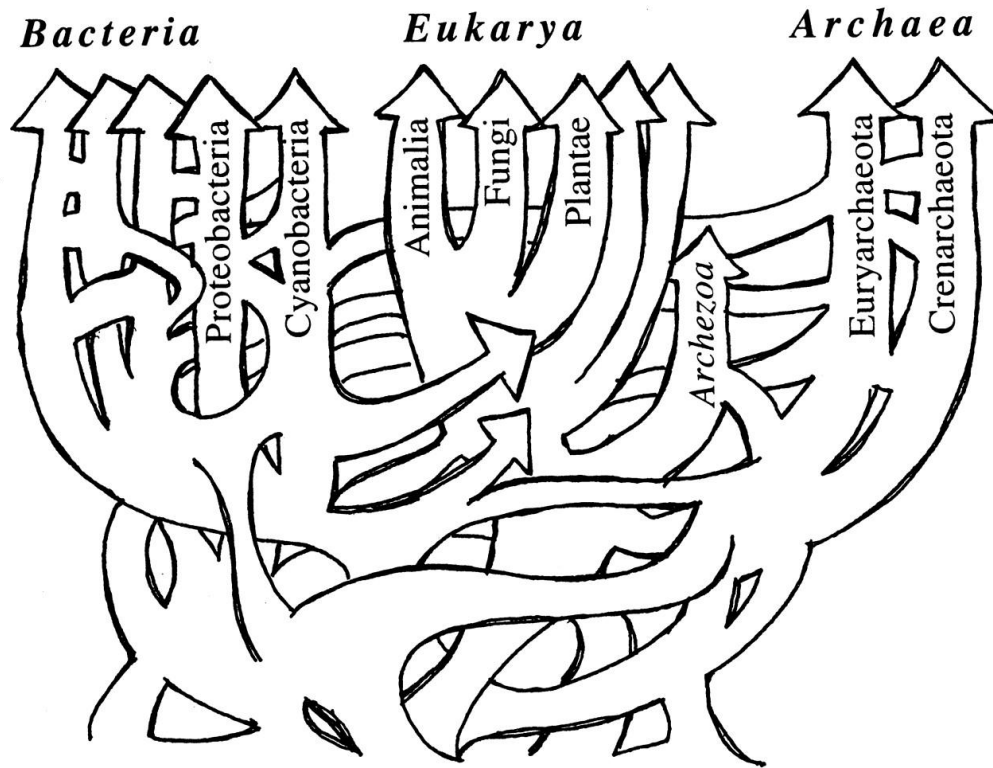 Bacteria
Eukarya
Archaea
Proteobacteria
Cyanobacteria
Animalia
Fungi
Plantae
Archezoa
Euryarchaeota
Crenarchaeota